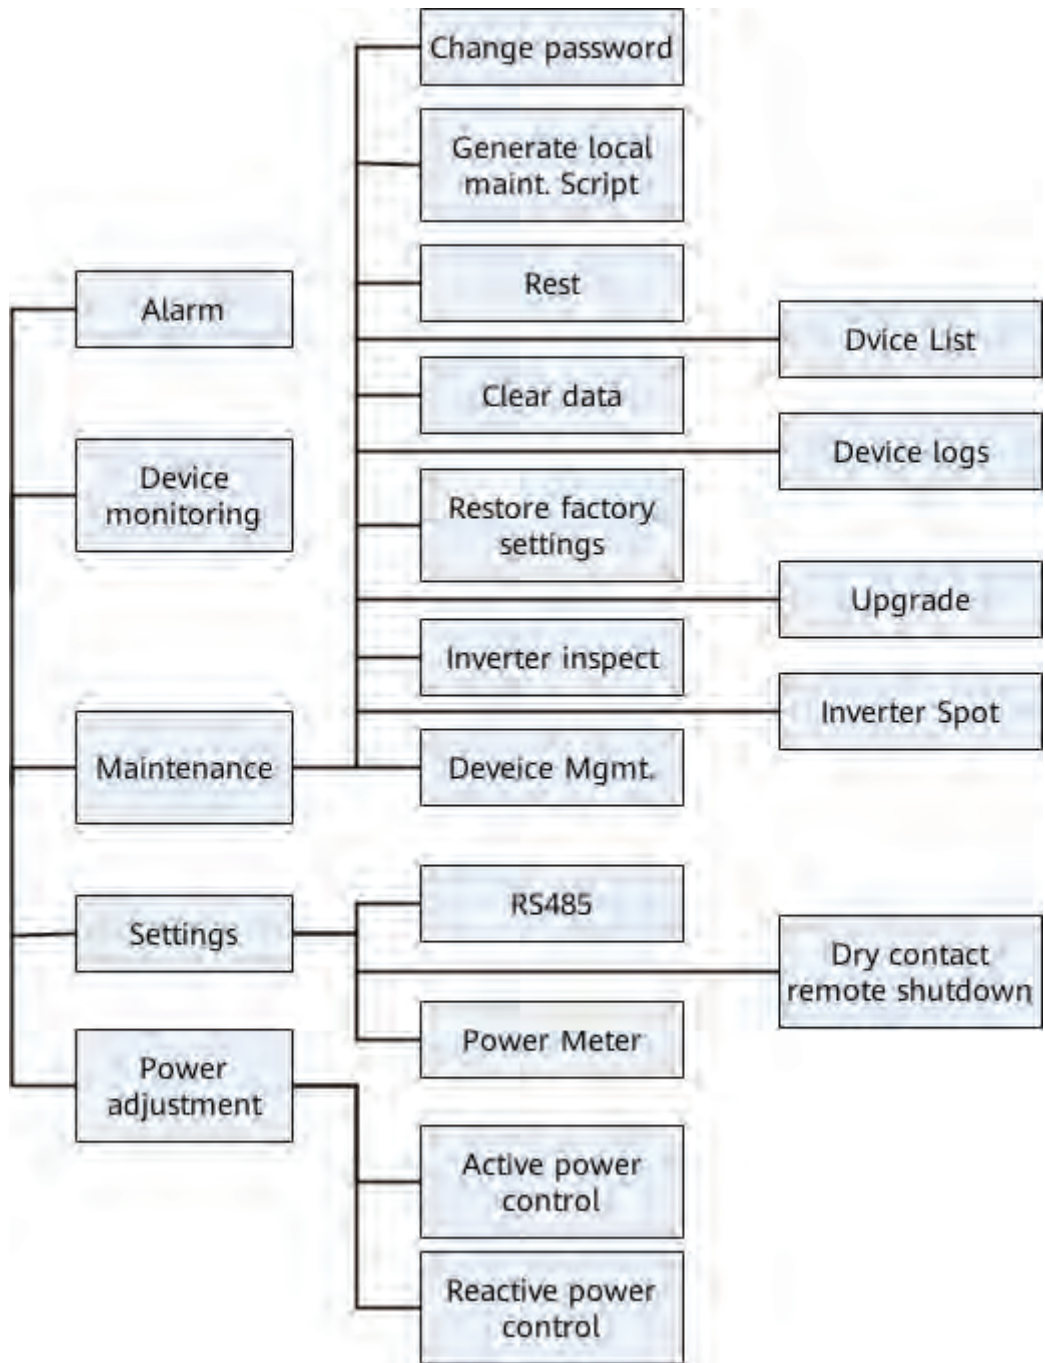 Change password
Generate local
maint. Script
Rest
Alarm
Dvice List
Clear data
Device logs
Device
monitoring
Restore factory
settings
Upgrade
Inverter inspect
Inverter Spot
Maintenance
Deveice Mgmt.
RS485
Settings
Dry contact
remote shutdown
Power Meter
Power
adjustment
Active power
control
Reactive power
control